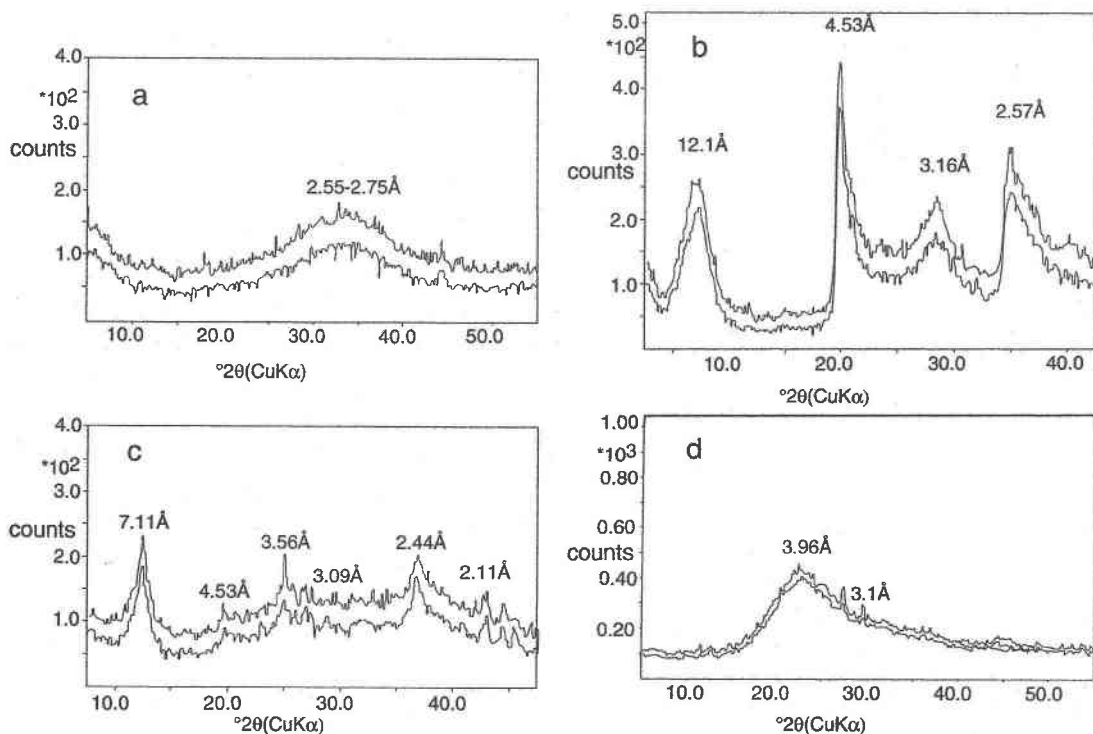 a
4.0
*10²
3.0
counts
2.0
1.0
2.55-2.75Å
10.0 20.0 30.0 40.0 50.0
°2θ(CuKα)
b
5.0
*10²
4.0
3.0
counts
2.0
1.0
12.1Å
4.53Å
3.16Å
2.57Å
10.0 20.0 30.0 40.0
°2θ(CuKα)
c
4.0
*10²
3.0
counts
2.0
1.0
7.11Å
4.53Å
3.56Å
3.09Å
2.44Å
2.11Å
10.0 20.0 30.0 40.0
°2θ(CuKα)
d
1.00
*10³
0.80
0.60
counts
0.40
0.20
3.96Å
3.1Å
10.0 20.0 30.0 40.0 50.0
°2θ(CuKα)